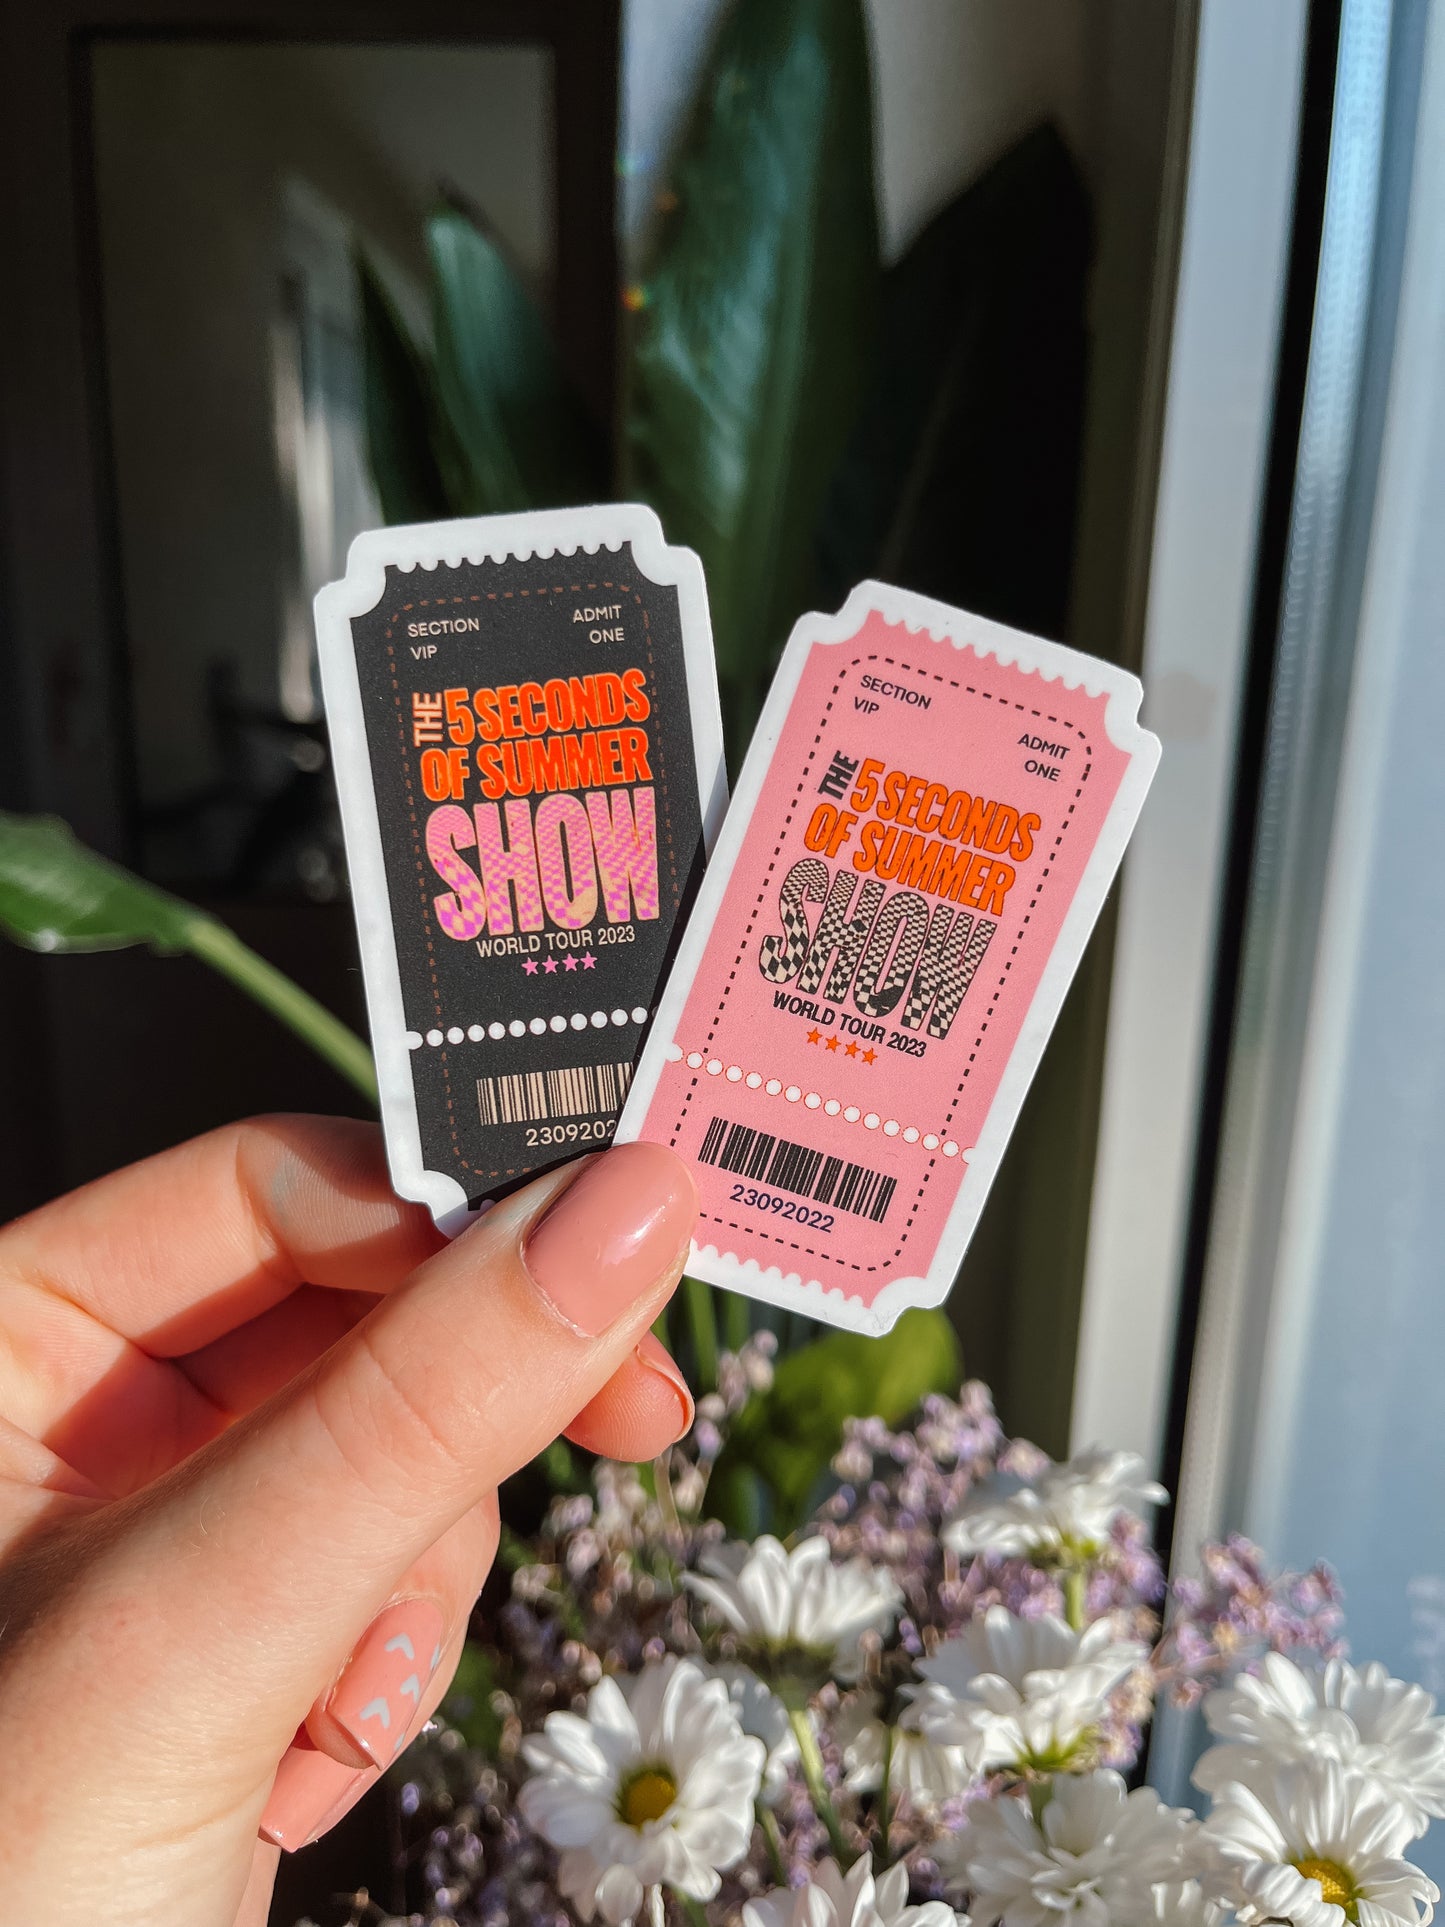 SECTION
VIP
ADMIT
ONE
THE 5 SECONDS
OF SUMMER
SHOW
WORLD TOUR 2023
2309202
SECTION
VIP
ADMIT
ONE
THE 5 SECONDS
OF SUMMER
SHOW
WORLD TOUR 2023
23092022